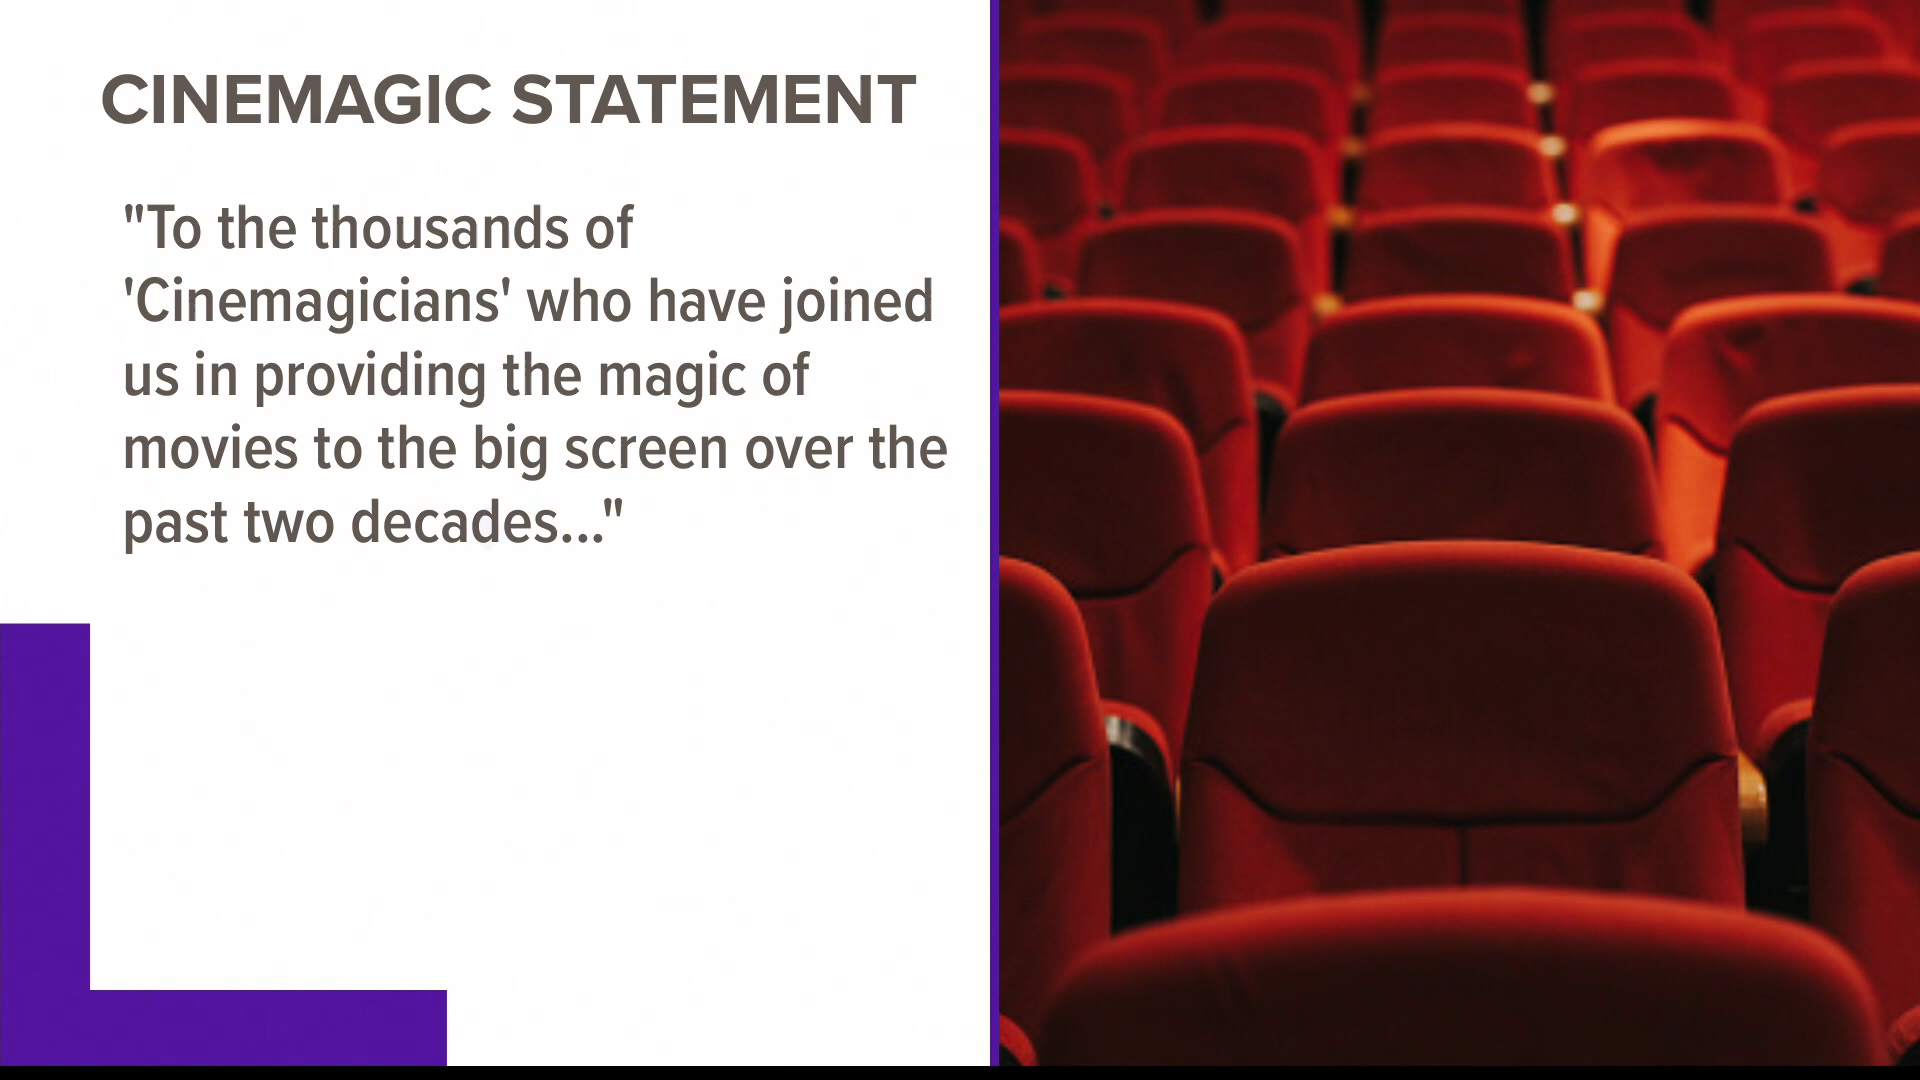 CINEMAGIC STATEMENT
"To the thousands of
'Cinemagicians' who have joined
us in providing the magic of
movies to the big screen over the
past two decades..."